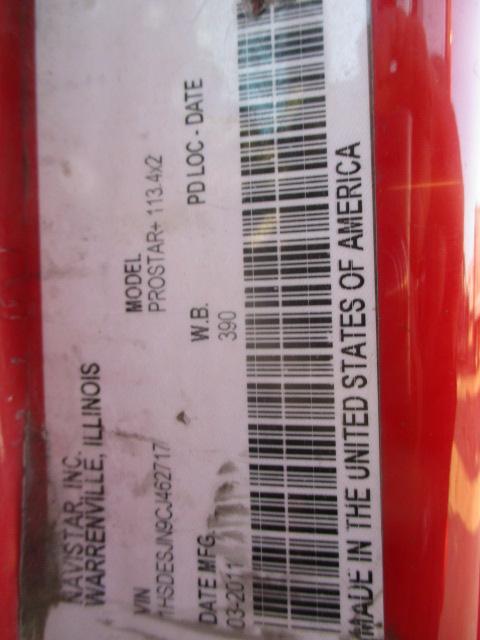 NAVISTAR, INC.
WARRENVILLE, ILLINOIS
VIN
1HSDESJN9CJ462717
MODEL
PROSTAR+ 113.4x2
DATE MFG.
03-2011
W.B.
390
PD LOC - DATE
MADE IN THE UNITED STATES OF AMERICA